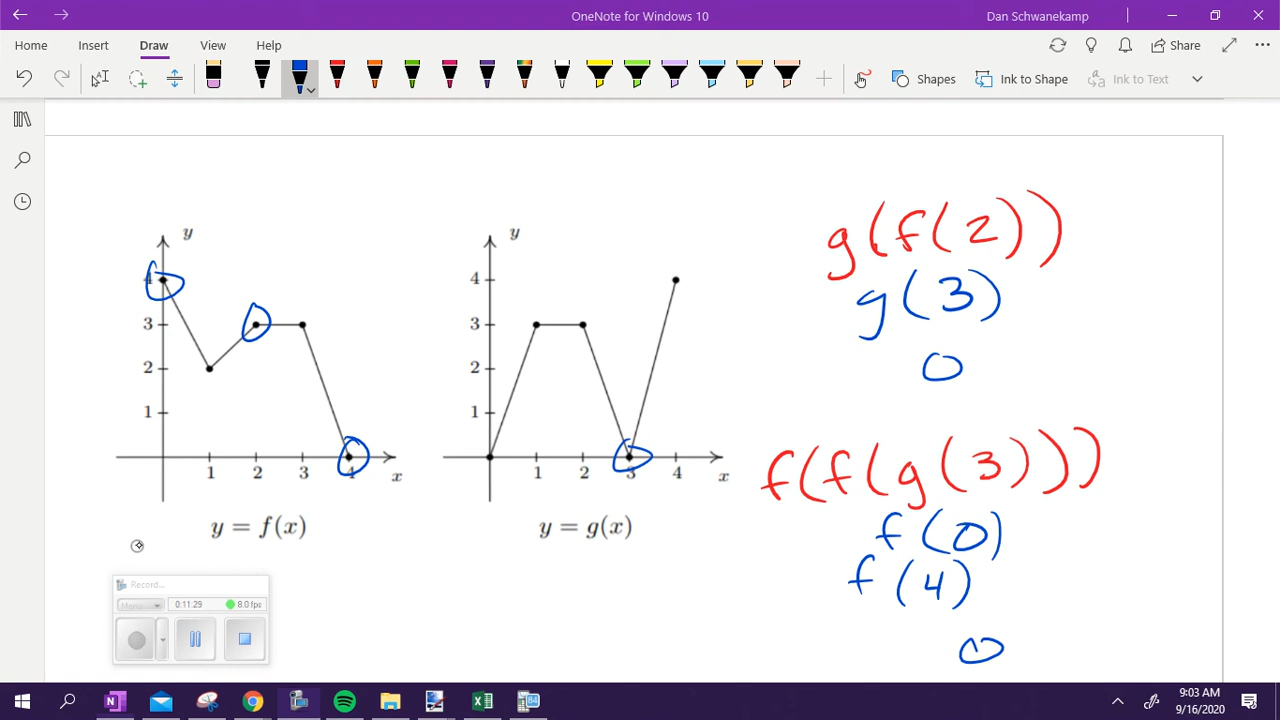 OneNote for Windows 10
Dan Schwanekamp
Home Insert Draw View Help
Share
Shapes Ink to Shape Ink to Text
y
4
3
2
1
1 2 3 4 x
y = f(x)
y
4
3
2
1
1 2 3 4 x
y = g(x)
g(f(2))
g(3)
0
f(f(g(3)))
f(0)
f(4)
0
Record...
0:11:29 8.0 fps
9:03 AM
9/16/2020